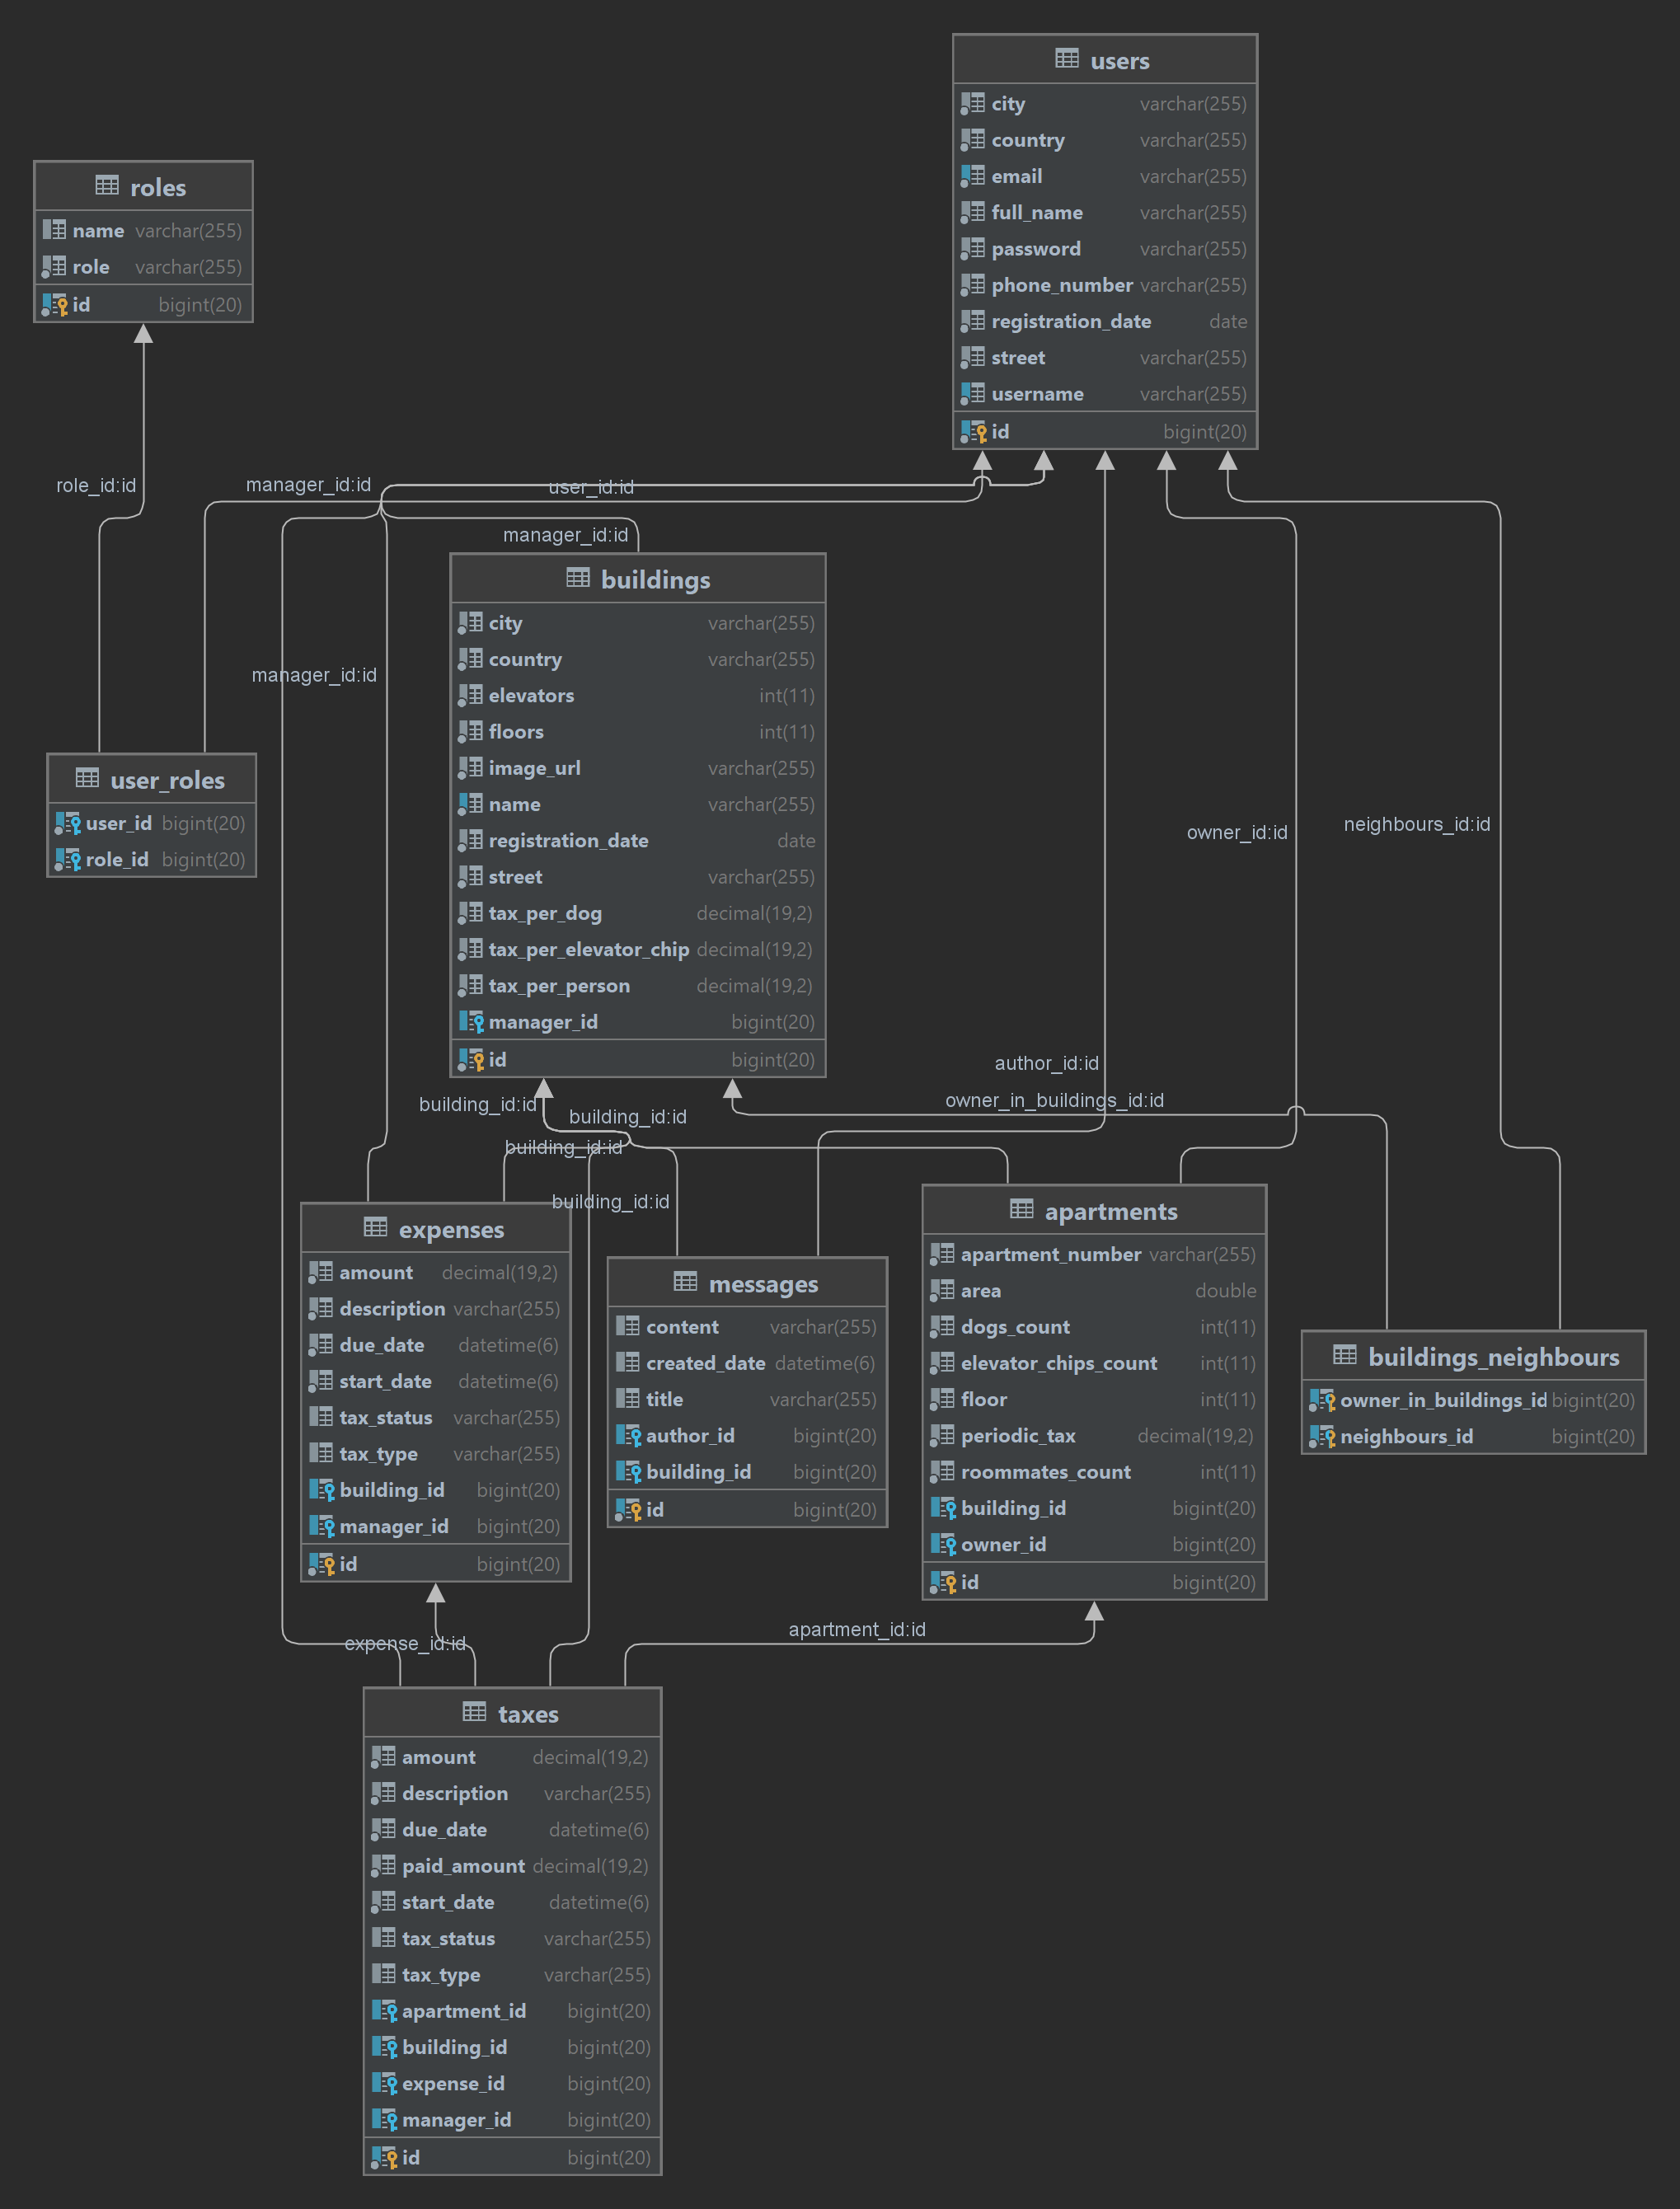 users
city varchar(255)
country varchar(255)
email varchar(255)
full_name varchar(255)
password varchar(255)
phone_number varchar(255)
registration_date date
street varchar(255)
username varchar(255)
id bigint(20)
roles
name varchar(255)
role varchar(255)
id bigint(20)
role_id:id
manager_id:id
user_id:id
manager_id:id
manager_id:id
buildings
city varchar(255)
country varchar(255)
elevators int(11)
floors int(11)
image_url varchar(255)
name varchar(255)
registration_date date
street varchar(255)
tax_per_dog decimal(19,2)
tax_per_elevator_chip decimal(19,2)
tax_per_person decimal(19,2)
manager_id bigint(20)
id bigint(20)
user_roles
user_id bigint(20)
role_id bigint(20)
owner_id:id
neighbours_id:id
author_id:id
owner_in_buildings_id:id
building_id:id
building_id:id
building_id:id
building_id:id
expenses
amount decimal(19,2)
description varchar(255)
due_date datetime(6)
start_date datetime(6)
tax_status varchar(255)
tax_type varchar(255)
building_id bigint(20)
manager_id bigint(20)
id bigint(20)
messages
content varchar(255)
created_date datetime(6)
title varchar(255)
author_id bigint(20)
building_id bigint(20)
id bigint(20)
apartments
apartment_number varchar(255)
area double
dogs_count int(11)
elevator_chips_count int(11)
floor int(11)
periodic_tax decimal(19,2)
roommates_count int(11)
building_id bigint(20)
owner_id bigint(20)
id bigint(20)
buildings_neighbours
owner_in_buildings_id bigint(20)
neighbours_id bigint(20)
expense_id:id
apartment_id:id
taxes
amount decimal(19,2)
description varchar(255)
due_date datetime(6)
paid_amount decimal(19,2)
start_date datetime(6)
tax_status varchar(255)
tax_type varchar(255)
apartment_id bigint(20)
building_id bigint(20)
expense_id bigint(20)
manager_id bigint(20)
id bigint(20)